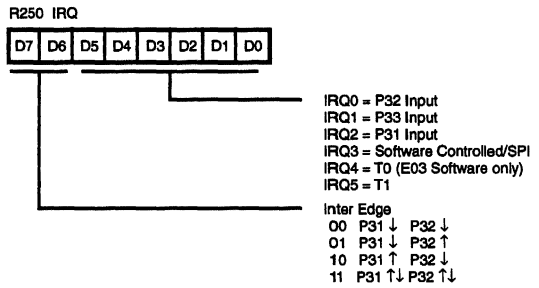 R250 IRQ
D7 D6 D5 D4 D3 D2 D1 D0
IRQ0 = P32 Input
IRQ1 = P33 Input
IRQ2 = P31 Input
IRQ3 = Software Controlled/SPI
IRQ4 = T0 (E03 Software only)
IRQ5 = T1
Inter Edge
00 P31 ↓ P32 ↓
01 P31 ↓ P32 ↑
10 P31 ↑ P32 ↓
11 P31 ↑↓ P32 ↑↓